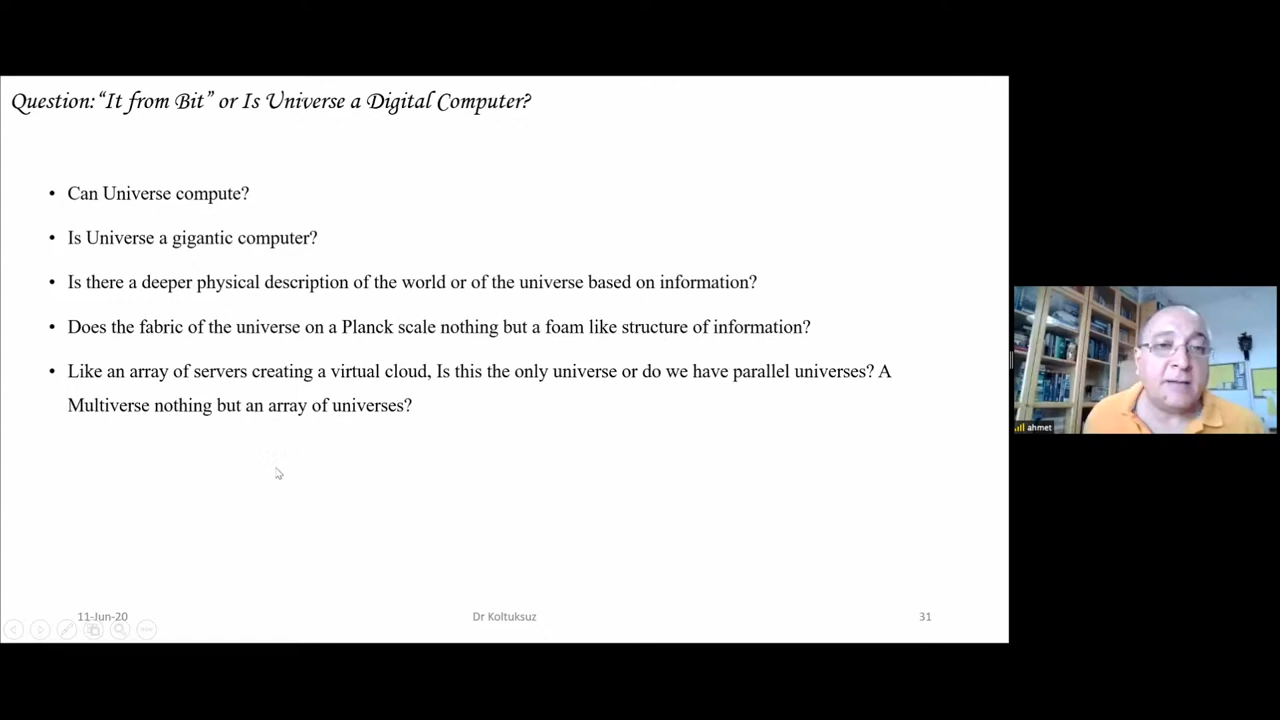 Question: “It from Bit” or Is Universe a Digital Computer?
• Can Universe compute?
• Is Universe a gigantic computer?
• Is there a deeper physical description of the world or of the universe based on information?
• Does the fabric of the universe on a Planck scale nothing but a foam like structure of information?
• Like an array of servers creating a virtual cloud, Is this the only universe or do we have parallel universes? A
Multiverse nothing but an array of universes?
ahmet
11-Jun-20
Dr Koltuksuz
31